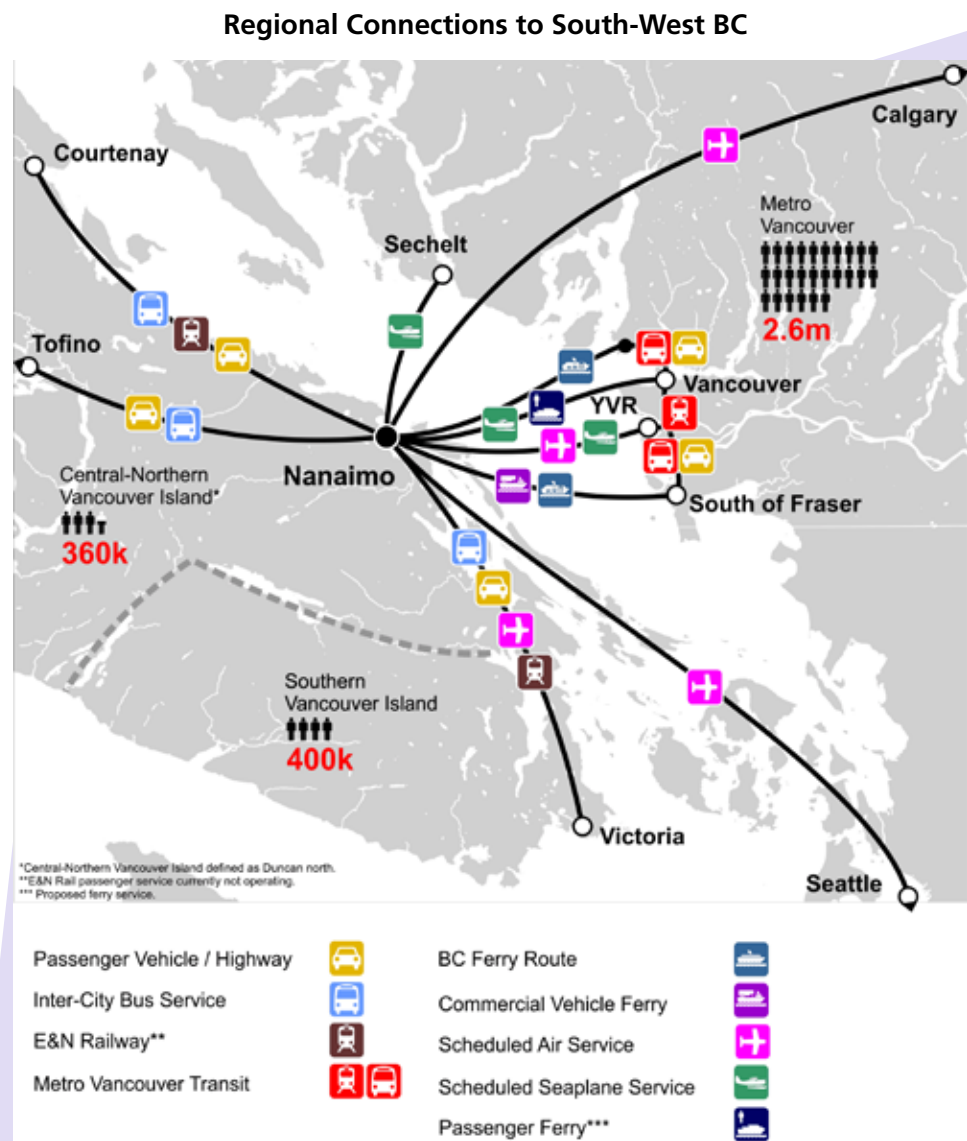 Regional Connections to South-West BC
Calgary
Courtenay
Metro
Vancouver
2.6m
Sechelt
Tofino
Vancouver
YVR
Nanaimo
Central-Northern
Vancouver Island*
360k
South of Fraser
Southern
Vancouver Island
400k
Victoria
Seattle
*Central-Northern Vancouver Island defined as Duncan north.
**E&N Rail passenger service currently not operating.
*** Proposed ferry service.
Passenger Vehicle / Highway
Inter-City Bus Service
E&N Railway**
Metro Vancouver Transit
BC Ferry Route
Commercial Vehicle Ferry
Scheduled Air Service
Scheduled Seaplane Service
Passenger Ferry***